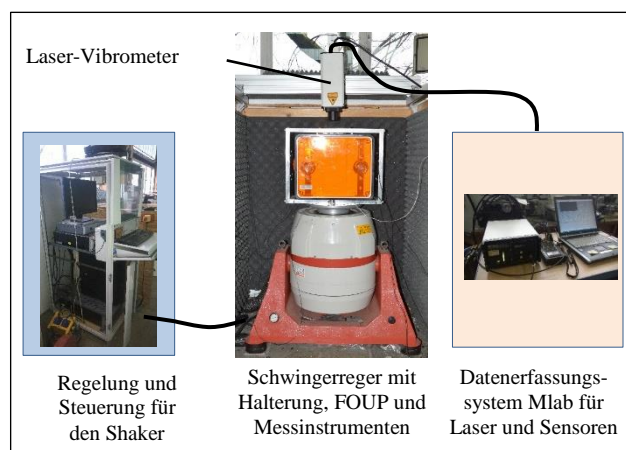 Laser-Vibrometer
Regelung und
Steuerung für
den Shaker
Schwingerreger mit
Halterung, FOUP und
Messinstrumenten
Datenerfassungs-
system Mlab für
Laser und Sensoren